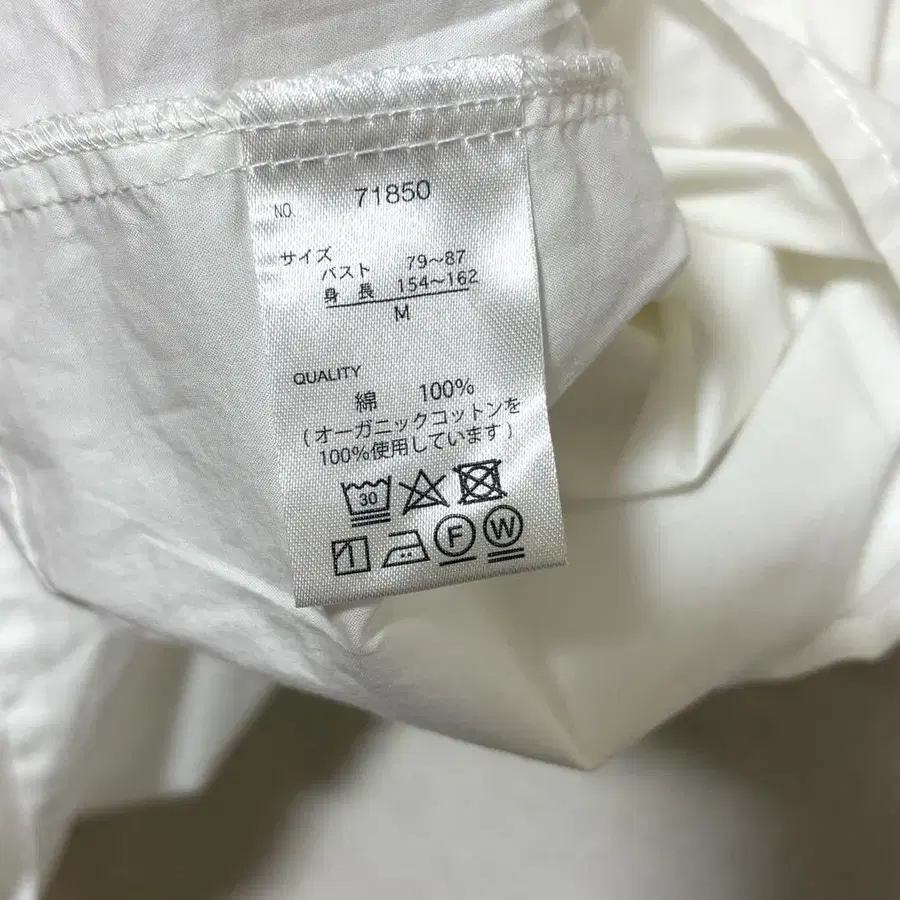 NO. 71850
サイズ
バスト 79～87
身長 154～162
M
QUALITY
綿 100%
(オーガニックコットンを
100%使用しています)
30
F W